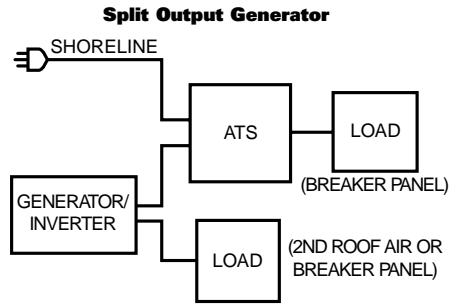 Split Output Generator
SHORELINE
ATS
LOAD
(BREAKER PANEL)
GENERATOR/
INVERTER
LOAD
(2ND ROOF AIR OR
BREAKER PANEL)